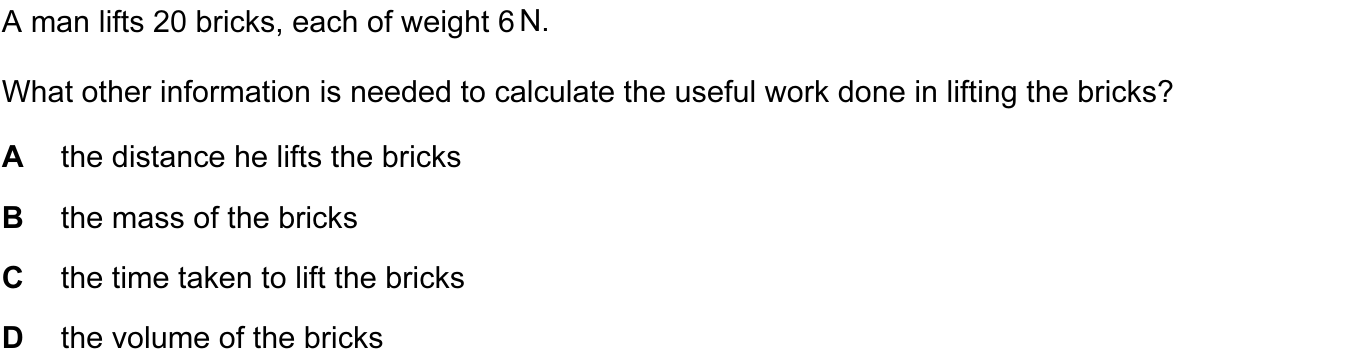 A man lifts 20 bricks, each of weight 6 N.
What other information is needed to calculate the useful work done in lifting the bricks?
A the distance he lifts the bricks
B the mass of the bricks
C the time taken to lift the bricks
D the volume of the bricks